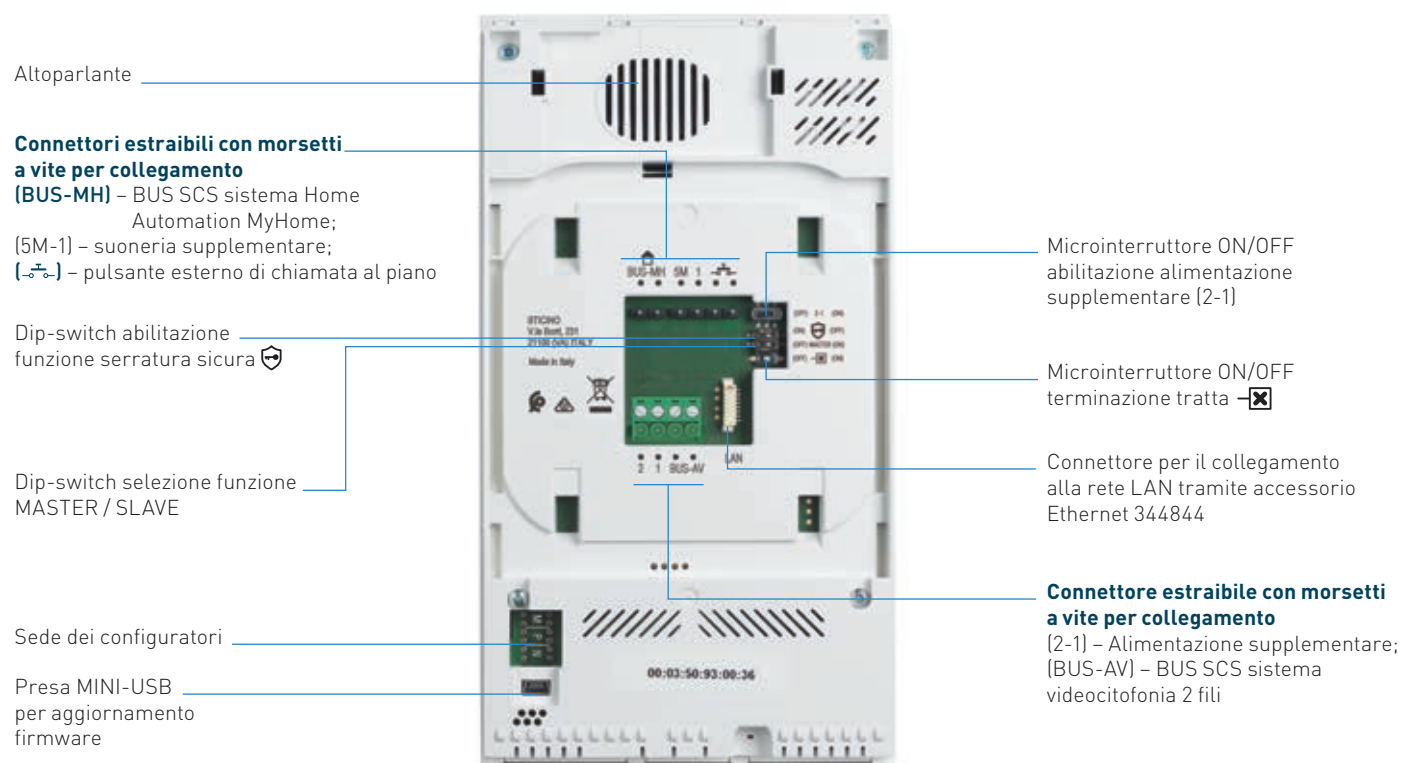 Altoparlante
Connettori estraibili con morsetti
a vite per collegamento
(BUS-MH) – BUS SCS sistema Home
Automation MyHome;
(5M-1) – suoneria supplementare;
( ) – pulsante esterno di chiamata al piano
Dip-switch abilitazione
funzione serratura sicura
Dip-switch selezione funzione
MASTER / SLAVE
Sede dei configuratori
Presa MINI-USB
per aggiornamento
firmware
BUS-MH 5M 1
BTICINO
V.le Borri, 231
21100 (VA) ITALY
Made in Italy
(OFF) 2-1 (ON)
(ON) (OFF)
(OFF) MASTER (ON)
(OFF) (ON)
2 1 BUS-AV LAN
M
P
N
00:03:50:93:00:36
Microinterruttore ON/OFF
abilitazione alimentazione
supplementare (2-1)
Microinterruttore ON/OFF
terminazione tratta
Connettore per il collegamento
alla rete LAN tramite accessorio
Ethernet 344844
Connettore estraibile con morsetti
a vite per collegamento
(2-1) – Alimentazione supplementare;
(BUS-AV) – BUS SCS sistema
videocitofonia 2 fili